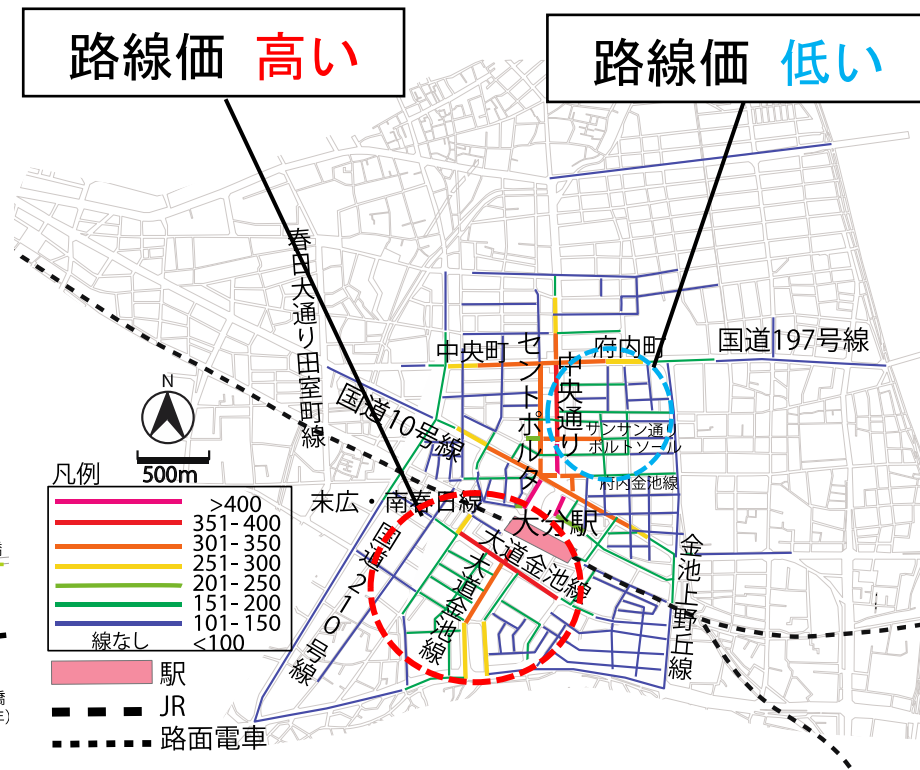 路線価 高い
路線価 低い
春日大通り田室町線
中央町
セントポルタ
中央通り
府内町
国道197号線
国道10号線
サンサン通
ポルトソール
府内金池線
N
500m
末広・南春日線
大分駅
大道金池線
大道金池線
国道210号線
金池上野丘線
凡例
>400
351-400
301-350
251-300
201-250
151-200
101-150
線なし <100
駅
JR
路面電車